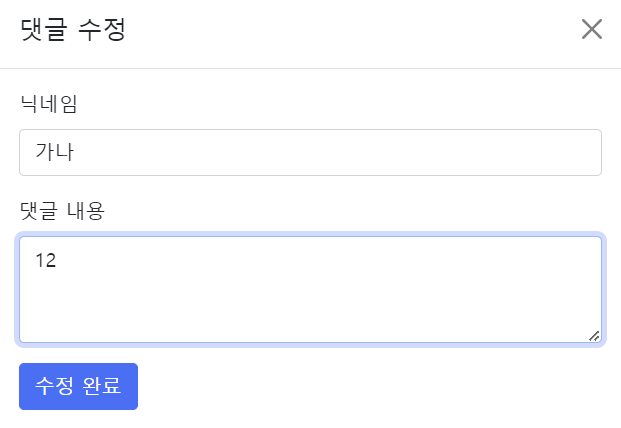 댓글 수정
닉네임
가나
댓글 내용
12
수정 완료